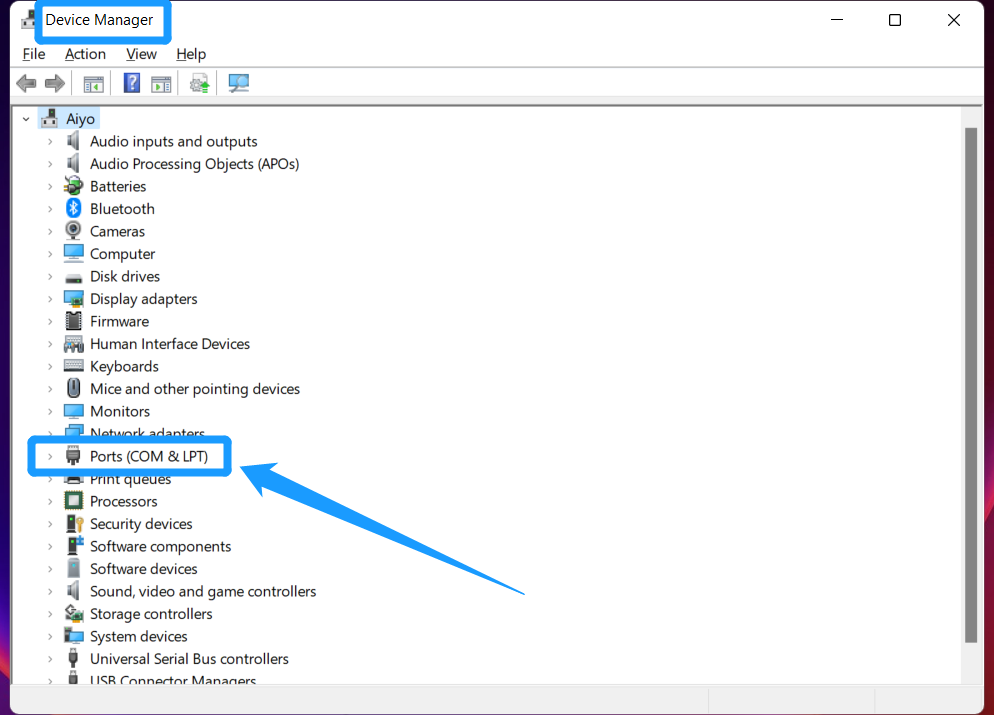 Device Manager
File Action View Help
Aiyo
Audio inputs and outputs
Audio Processing Objects (APOs)
Batteries
Bluetooth
Cameras
Computer
Disk drives
Display adapters
Firmware
Human Interface Devices
Keyboards
Mice and other pointing devices
Monitors
Network adapters
Ports (COM & LPT)
Print queues
Processors
Security devices
Software components
Software devices
Sound, video and game controllers
Storage controllers
System devices
Universal Serial Bus controllers
USB Connector Managers